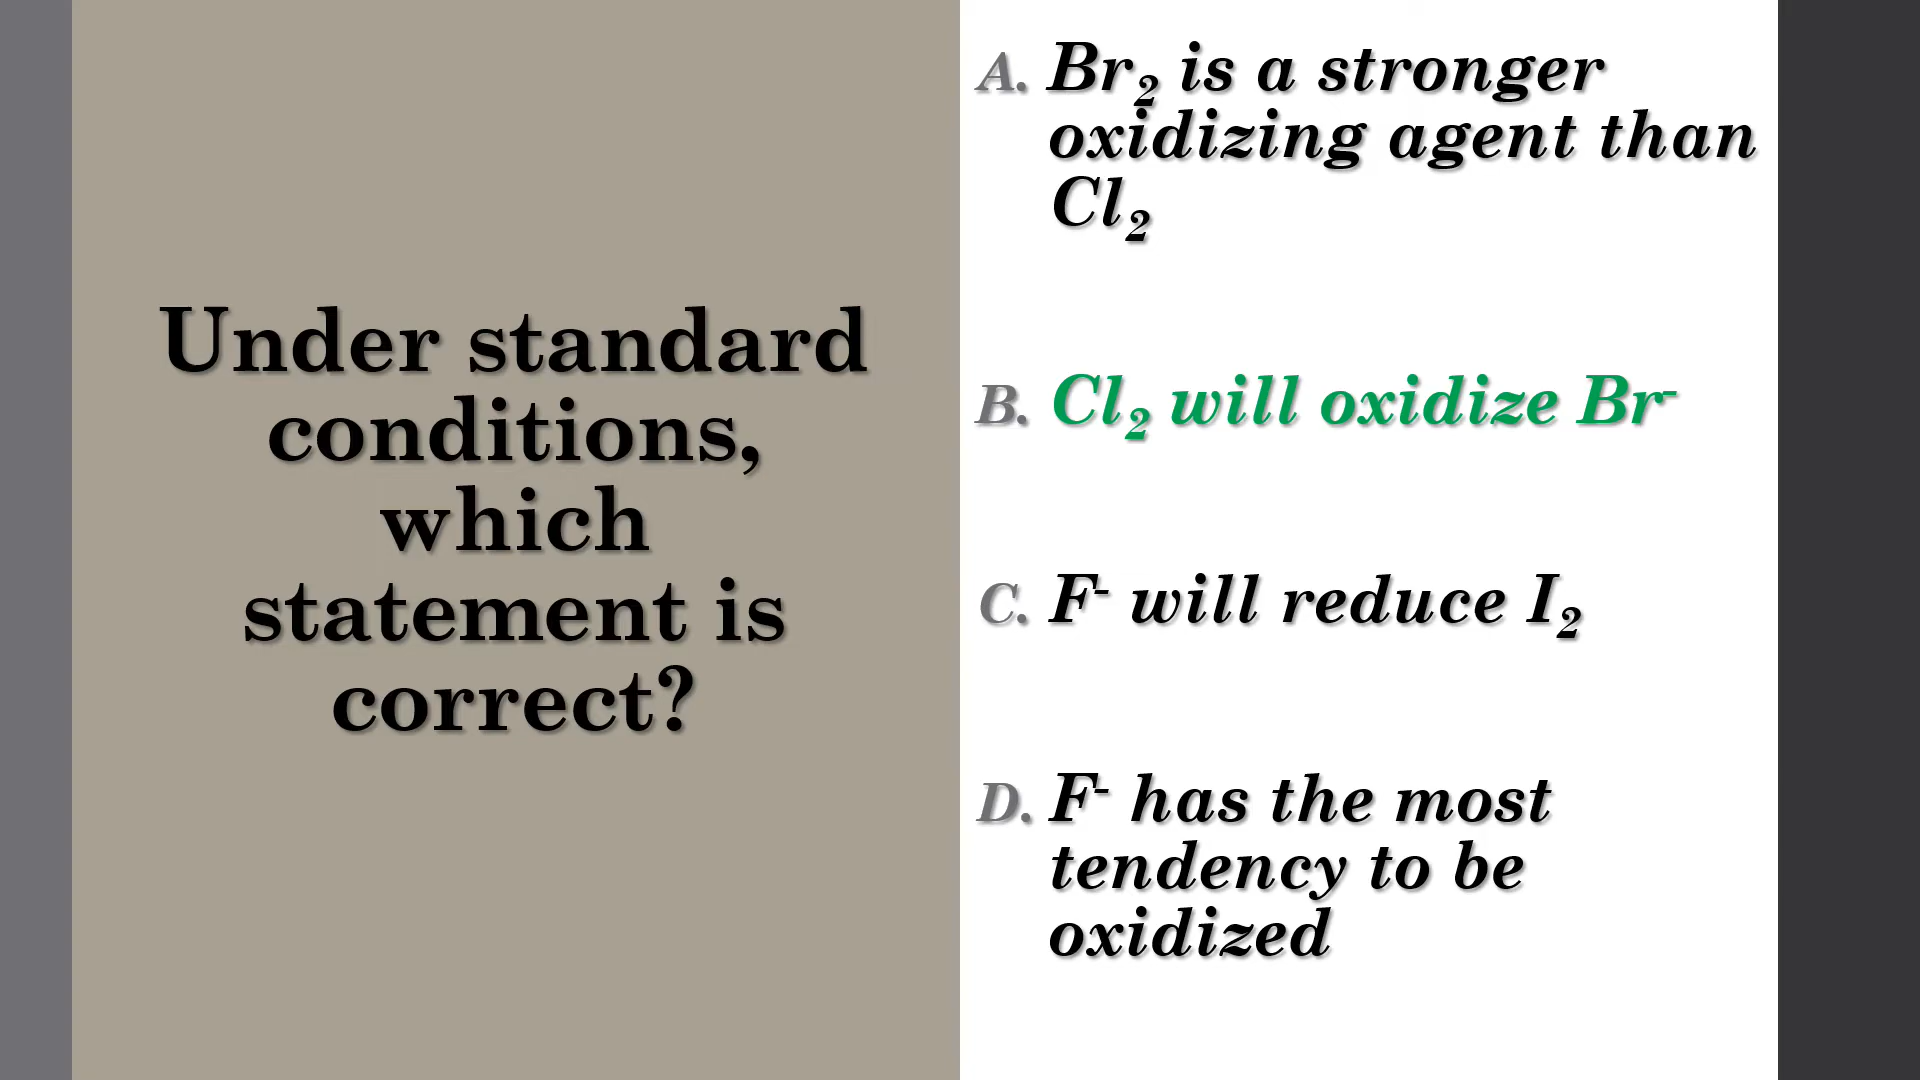 Under standard
conditions,
which
statement is
correct?
A. Br₂ is a stronger
oxidizing agent than
Cl₂
B. Cl₂ will oxidize Br⁻
C. F⁻ will reduce I₂
D. F⁻ has the most
tendency to be
oxidized